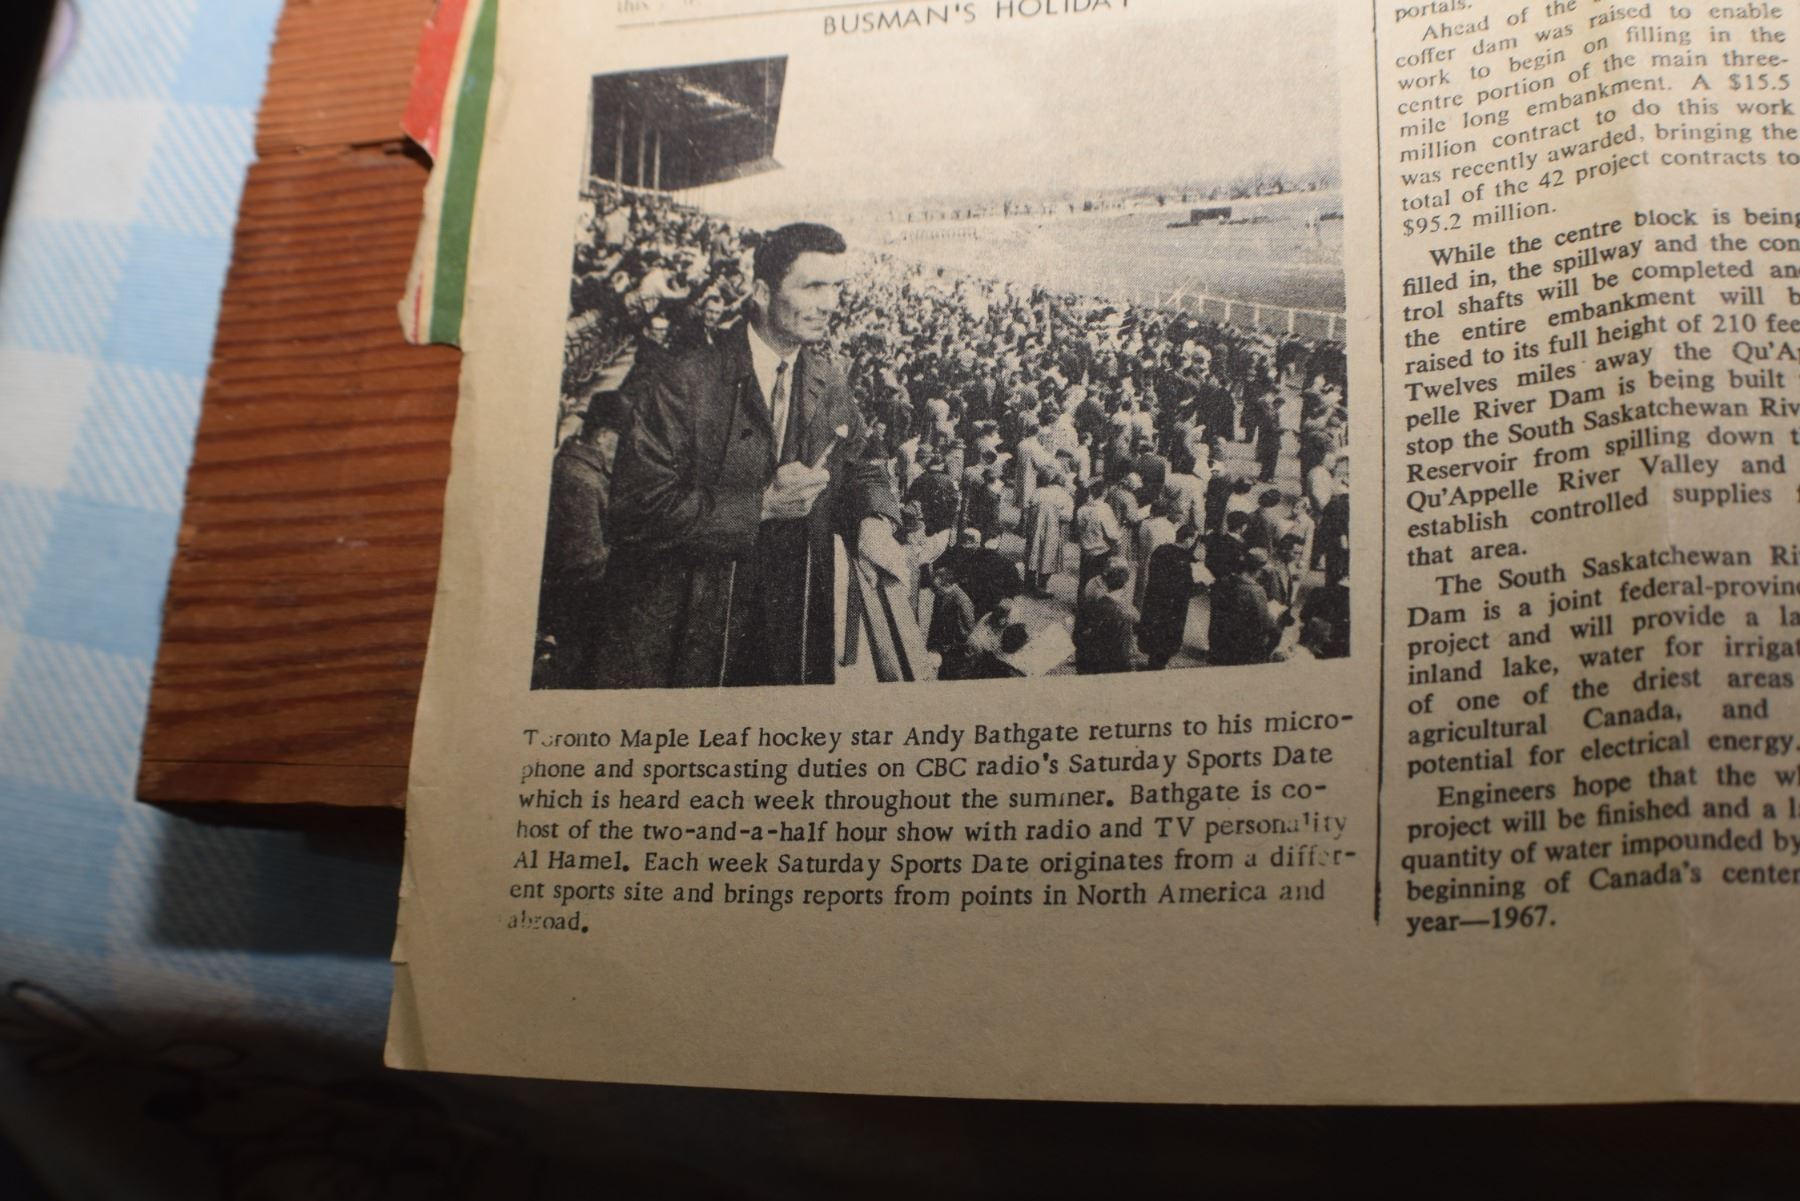 BUSMAN'S HOLIDAY
Toronto Maple Leaf hockey star Andy Bathgate returns to his micro-
phone and sportscasting duties on CBC radio's Saturday Sports Date
which is heard each week throughout the summer. Bathgate is co-
host of the two-and-a-half hour show with radio and TV personality
Al Hamel. Each week Saturday Sports Date originates from a differ-
ent sports site and brings reports from points in North America and
abroad.
portals.
Ahead of the
coffer dam was raised to enable
work to begin on filling in the
centre portion of the main three-
mile long embankment. A $15.5
million contract to do this work
was recently awarded, bringing the
total of the 42 project contracts to
$95.2 million.
While the centre block is being
filled in, the spillway and the con
trol shafts will be completed an
the entire embankment will b
raised to its full height of 210 fee
Twelves miles away the Qu'Ap
pelle River Dam is being built
stop the South Saskatchewan Riv
Reservoir from spilling down t
Qu'Appelle River Valley and
establish controlled supplies f
that area.
The South Saskatchewan Ri
Dam is a joint federal-provinc
project and will provide a la
inland lake, water for irrigat
of one of the driest areas
agricultural Canada, and
potential for electrical energy.
Engineers hope that the wh
project will be finished and a l
quantity of water impounded by
beginning of Canada's center
year—1967.